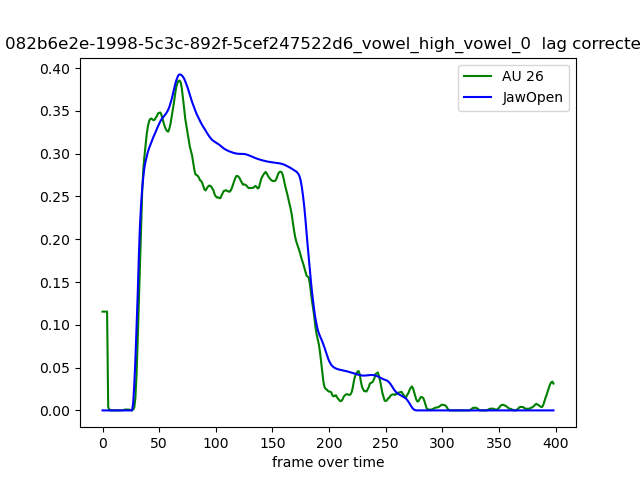 082b6e2e-1998-5c3c-892f-5cef247522d6_vowel_high_vowel_0 lag correcte
AU 26
JawOpen
0.40
0.35
0.30
0.25
0.20
0.15
0.10
0.05
0.00
0 50 100 150 200 250 300 350 400
frame over time